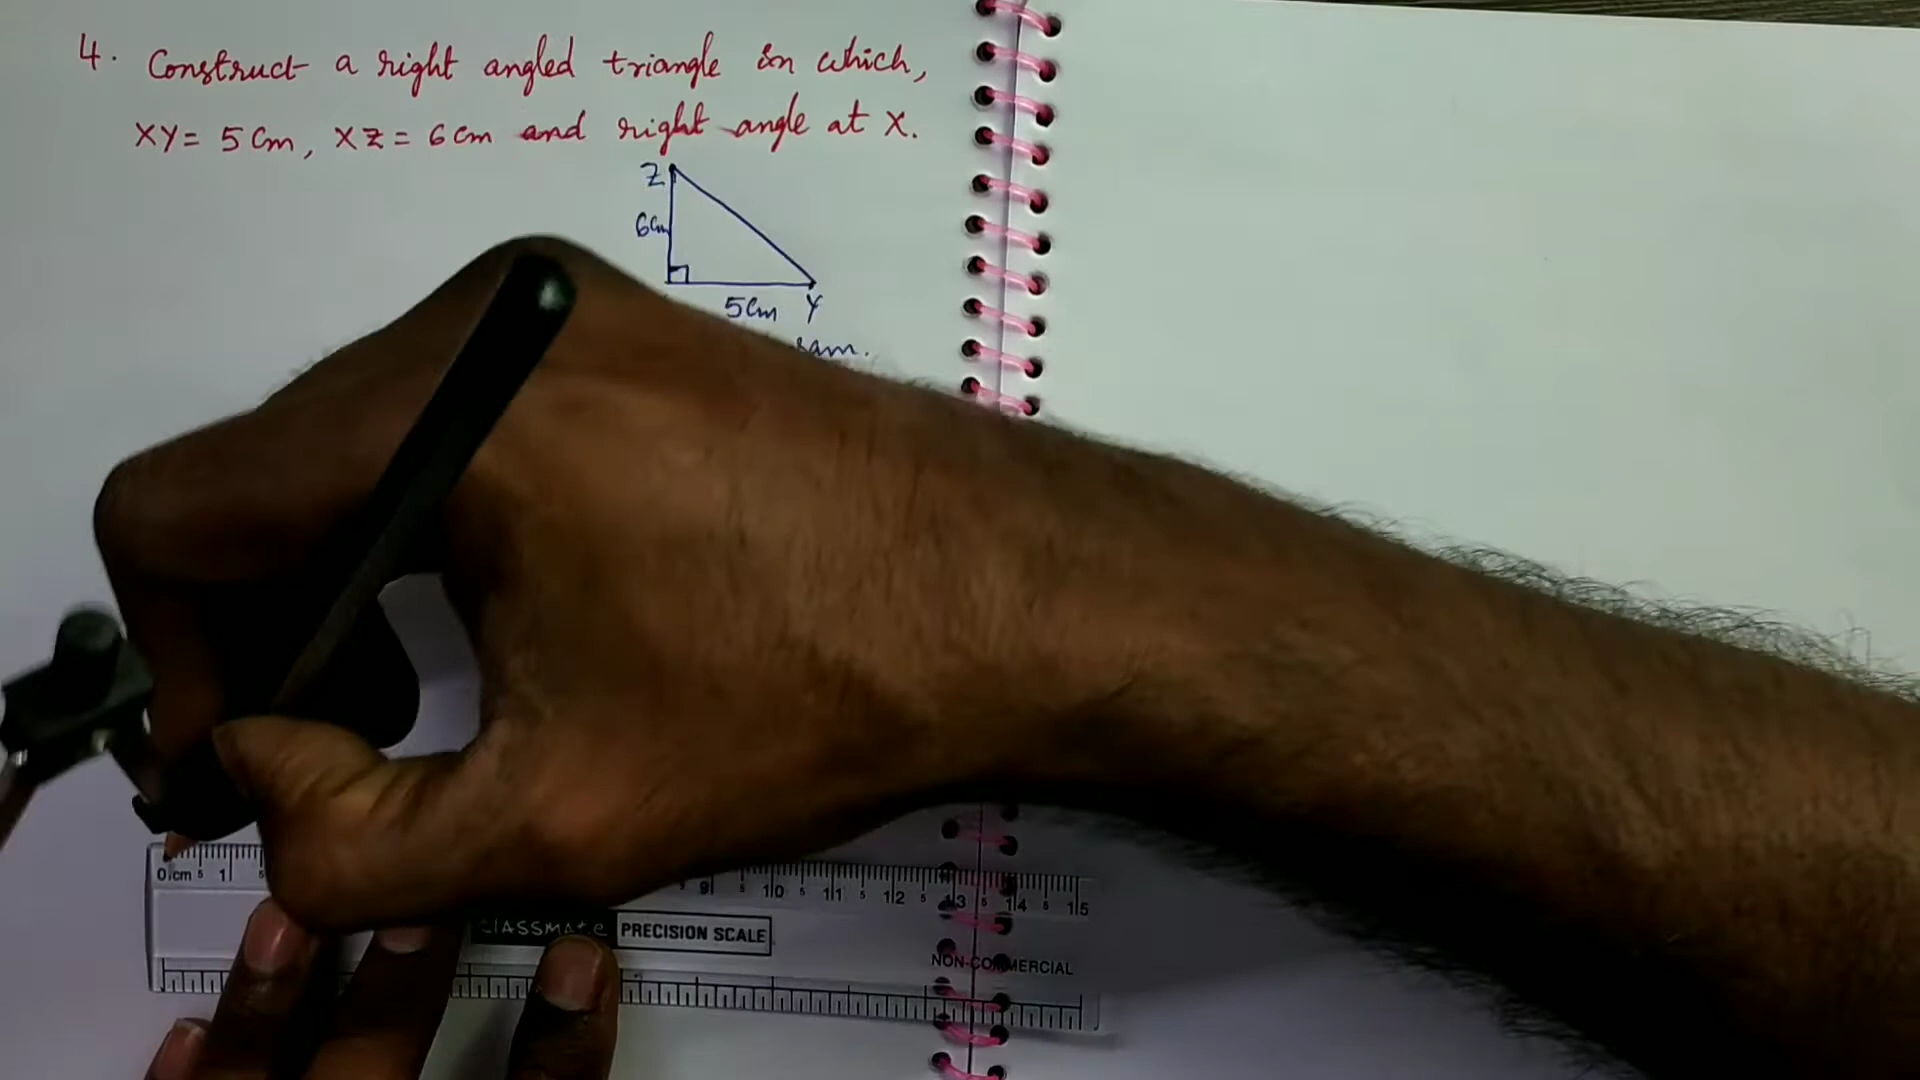 4. Construct a right angled triangle in which,
XY = 5 Cm, XZ = 6 Cm and right angle at X.
Z
6Cm
5Cm Y
0 cm 5 1 5 9 5 10 5 11 5 12 5 13 5 14 5 15
CLASSMATE PRECISION SCALE
NON-COMMERCIAL